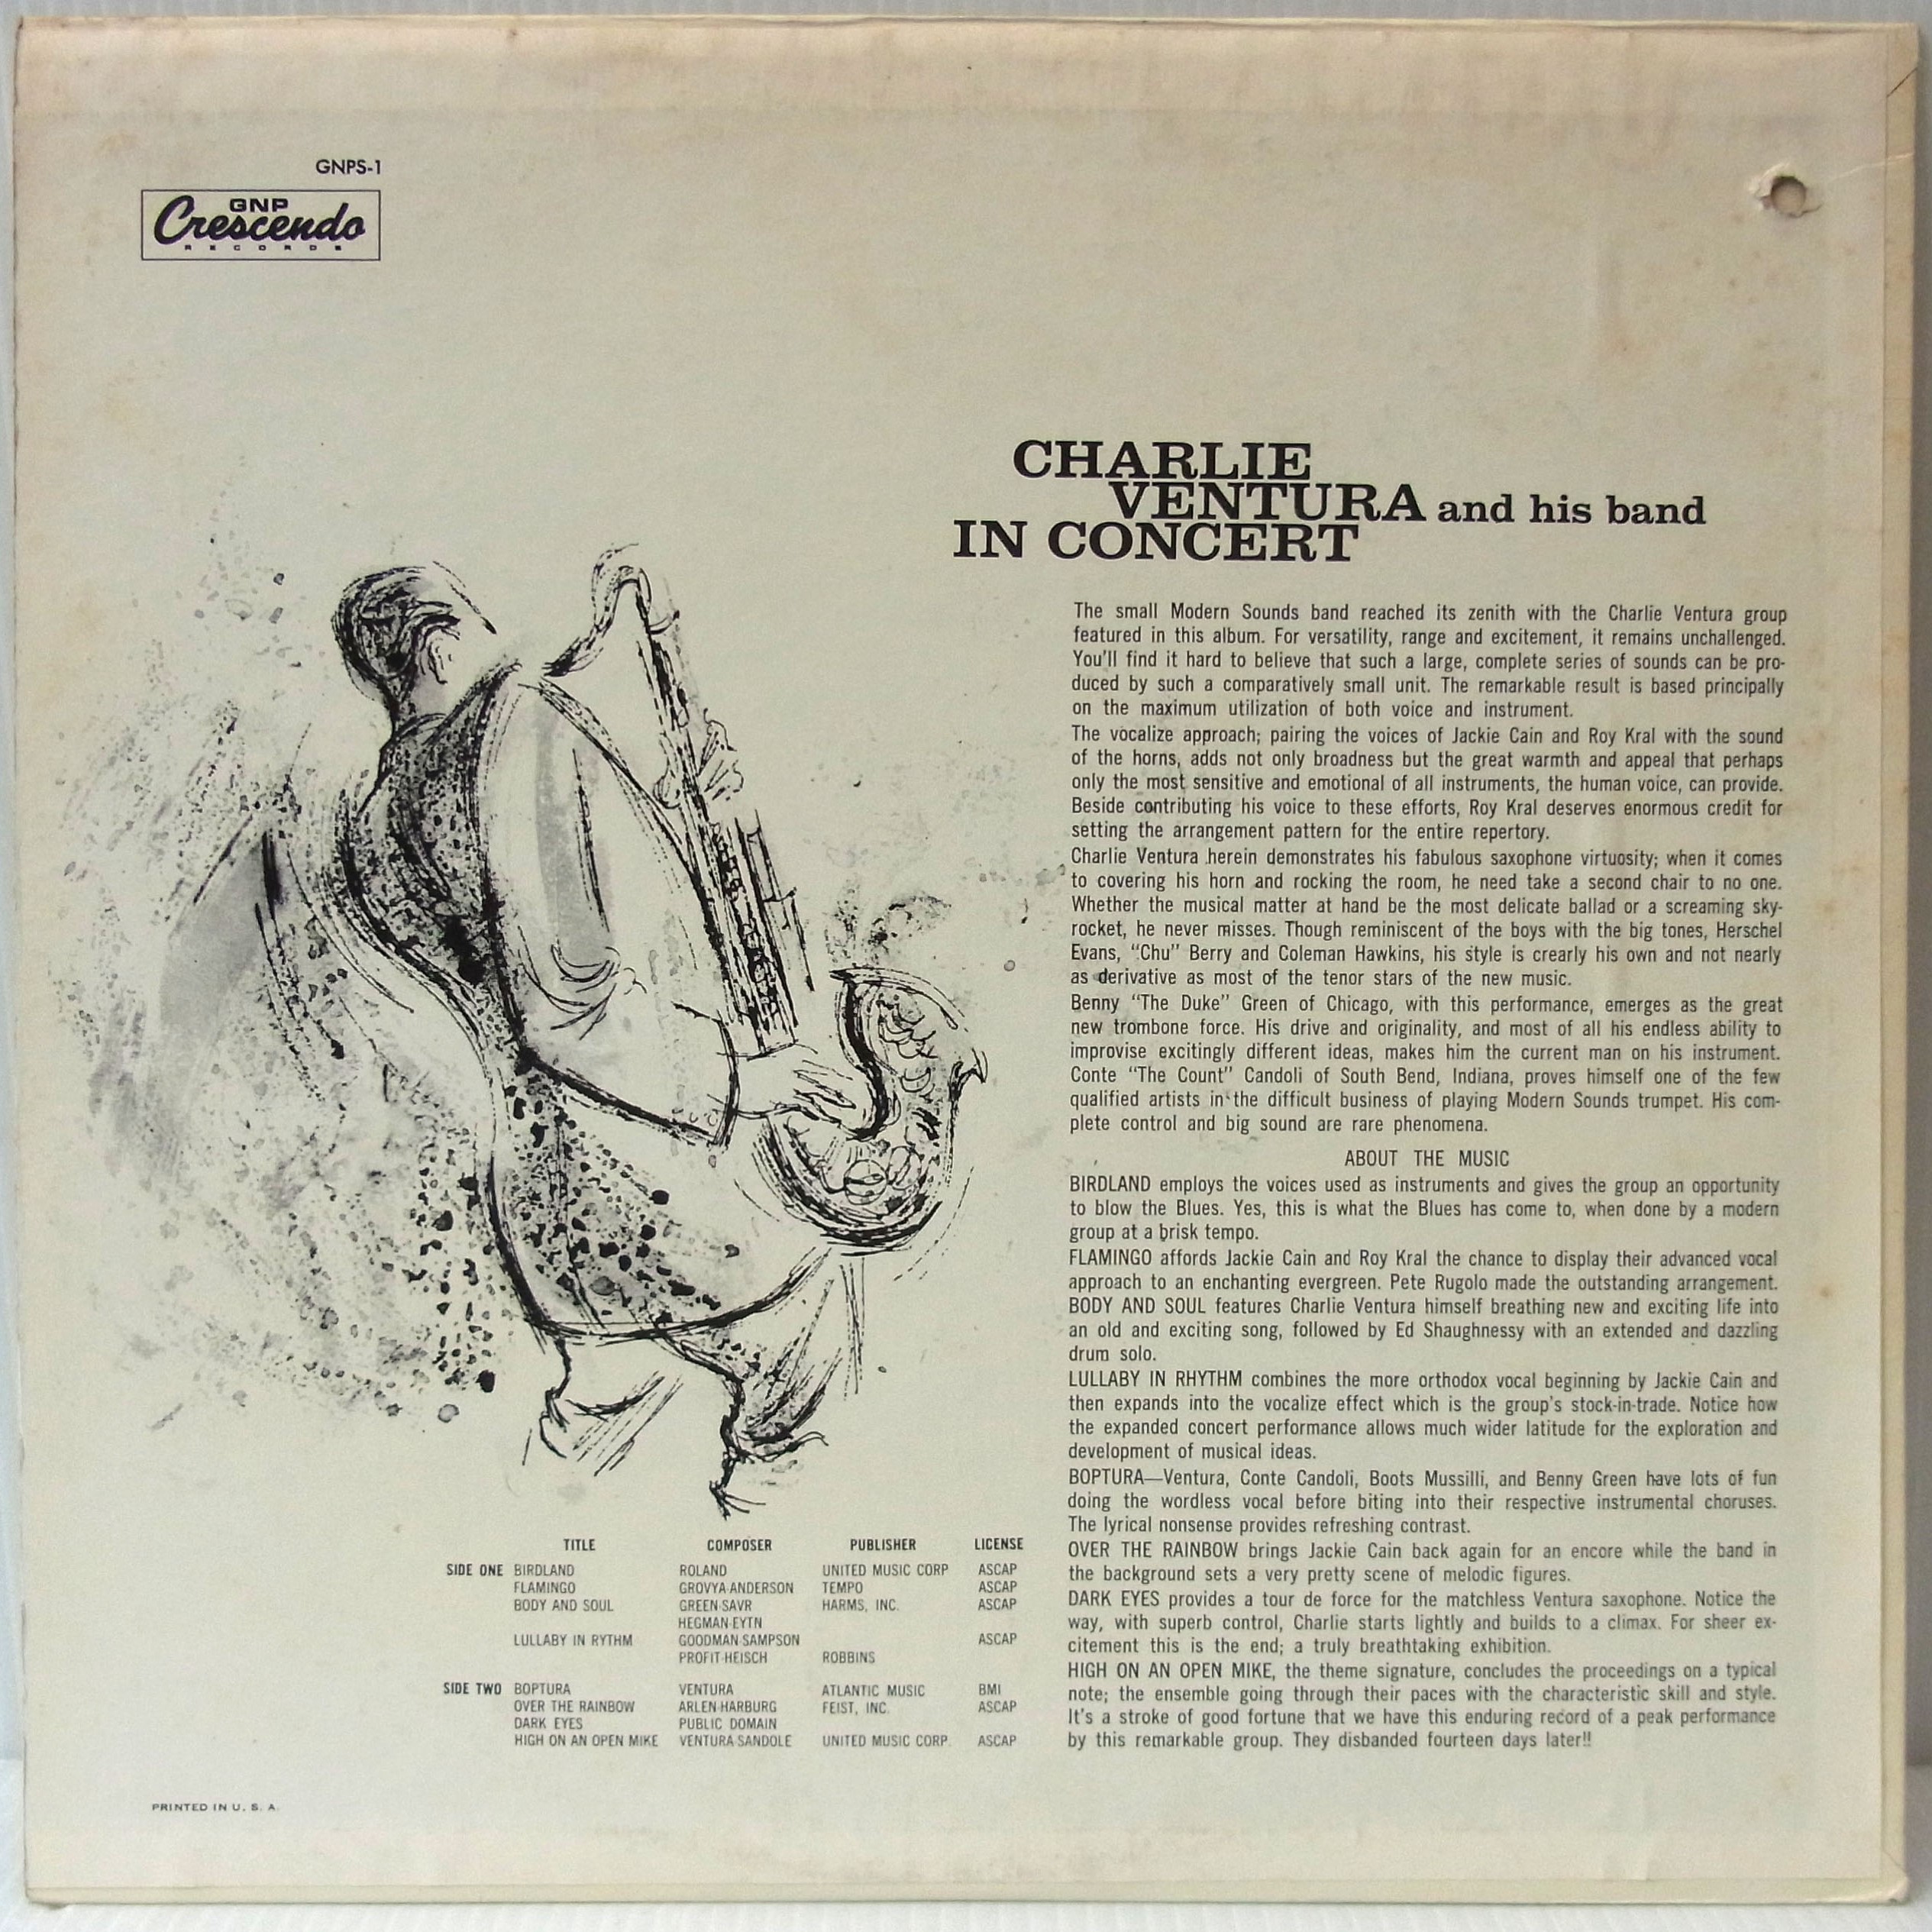 GNPS-1
GNP
Crescendo
RECORDS
CHARLIE
VENTURA and his band
IN CONCERT
The small Modern Sounds band reached its zenith with the Charlie Ventura group
featured in this album. For versatility, range and excitement, it remains unchallenged.
You'll find it hard to believe that such a large, complete series of sounds can be pro-
duced by such a comparatively small unit. The remarkable result is based principally
on the maximum utilization of both voice and instrument.
The vocalize approach; pairing the voices of Jackie Cain and Roy Kral with the sound
of the horns, adds not only broadness but the great warmth and appeal that perhaps
only the most sensitive and emotional of all instruments, the human voice, can provide.
Beside contributing his voice to these efforts, Roy Kral deserves enormous credit for
setting the arrangement pattern for the entire repertory.
Charlie Ventura herein demonstrates his fabulous saxophone virtuosity; when it comes
to covering his horn and rocking the room, he need take a second chair to no one.
Whether the musical matter at hand be the most delicate ballad or a screaming sky-
rocket, he never misses. Though reminiscent of the boys with the big tones, Herschel
Evans, "Chu" Berry and Coleman Hawkins, his style is crearly his own and not nearly
as derivative as most of the tenor stars of the new music.
Benny "The Duke" Green of Chicago, with this performance, emerges as the great
new trombone force. His drive and originality, and most of all his endless ability to
improvise excitingly different ideas, makes him the current man on his instrument.
Conte "The Count" Candoli of South Bend, Indiana, proves himself one of the few
qualified artists in the difficult business of playing Modern Sounds trumpet. His com-
plete control and big sound are rare phenomena.
ABOUT THE MUSIC
BIRDLAND employs the voices used as instruments and gives the group an opportunity
to blow the Blues. Yes, this is what the Blues has come to, when done by a modern
group at a brisk tempo.
FLAMINGO affords Jackie Cain and Roy Kral the chance to display their advanced vocal
approach to an enchanting evergreen. Pete Rugolo made the outstanding arrangement.
BODY AND SOUL features Charlie Ventura himself breathing new and exciting life into
an old and exciting song, followed by Ed Shaughnessy with an extended and dazzling
drum solo.
LULLABY IN RHYTHM combines the more orthodox vocal beginning by Jackie Cain and
then expands into the vocalize effect which is the group's stock-in-trade. Notice how
the expanded concert performance allows much wider latitude for the exploration and
development of musical ideas.
BOPTURA—Ventura, Conte Candoli, Boots Mussilli, and Benny Green have lots of fun
doing the wordless vocal before biting into their respective instrumental choruses.
The lyrical nonsense provides refreshing contrast.
OVER THE RAINBOW brings Jackie Cain back again for an encore while the band in
the background sets a very pretty scene of melodic figures.
DARK EYES provides a tour de force for the matchless Ventura saxophone. Notice the
way, with superb control, Charlie starts lightly and builds to a climax. For sheer ex-
citement this is the end; a truly breathtaking exhibition.
HIGH ON AN OPEN MIKE, the theme signature, concludes the proceedings on a typical
note; the ensemble going through their paces with the characteristic skill and style.
It's a stroke of good fortune that we have this enduring record of a peak performance
by this remarkable group. They disbanded fourteen days later!!
TITLE COMPOSER PUBLISHER LICENSE
SIDE ONE BIRDLAND ROLAND UNITED MUSIC CORP ASCAP
FLAMINGO GROVYA-ANDERSON TEMPO ASCAP
BODY AND SOUL GREEN-SAVR HARMS, INC. ASCAP
HEGMAN-EYTN
LULLABY IN RYTHM GOODMAN-SAMPSON ASCAP
PROFIT-HEISCH ROBBINS
SIDE TWO BOPTURA VENTURA ATLANTIC MUSIC BMI
OVER THE RAINBOW ARLEN-HARBURG FEIST, INC. ASCAP
DARK EYES PUBLIC DOMAIN
HIGH ON AN OPEN MIKE VENTURA-SANDOLE UNITED MUSIC CORP. ASCAP
PRINTED IN U. S. A.